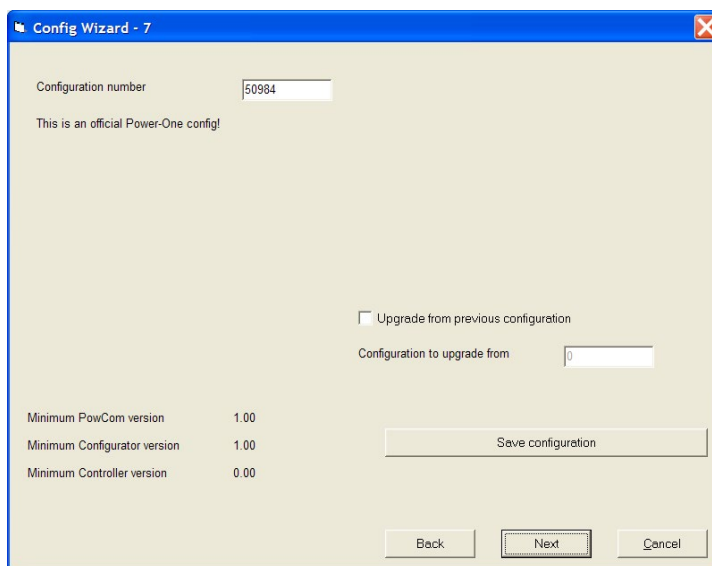 Config Wizard - 7
Configuration number 50984
This is an official Power-One config!
Upgrade from previous configuration
Configuration to upgrade from 0
Minimum PowCom version 1.00
Minimum Configurator version 1.00
Save configuration
Minimum Controller version 0.00
Back Next Cancel